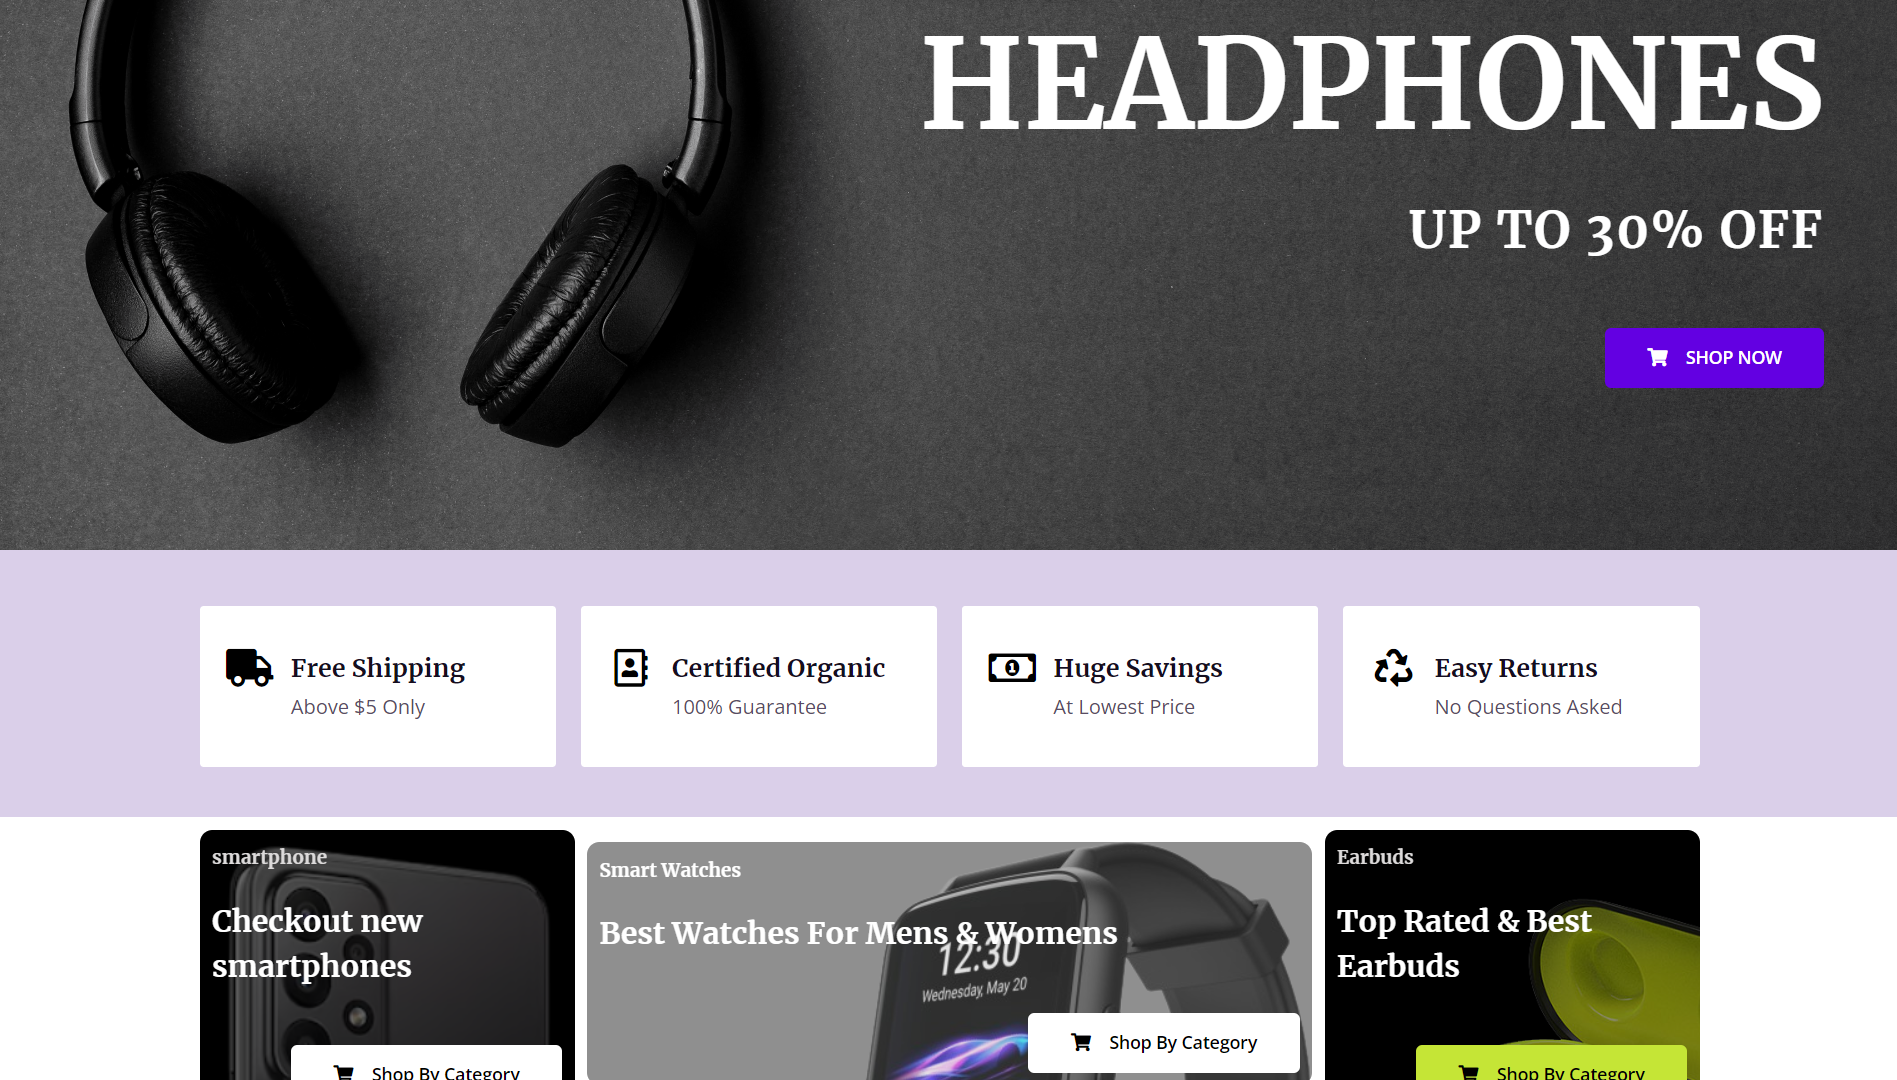 HEADPHONES
UP TO 30% OFF
SHOP NOW
Free Shipping
Above $5 Only
Certified Organic
100% Guarantee
Huge Savings
At Lowest Price
Easy Returns
No Questions Asked
smartphone
Checkout new
smartphones
Shop By Category
Smart Watches
Best Watches For Mens & Womens
12:30
Wednesday, May 20
Shop By Category
Earbuds
Top Rated & Best
Earbuds
Shop By Category